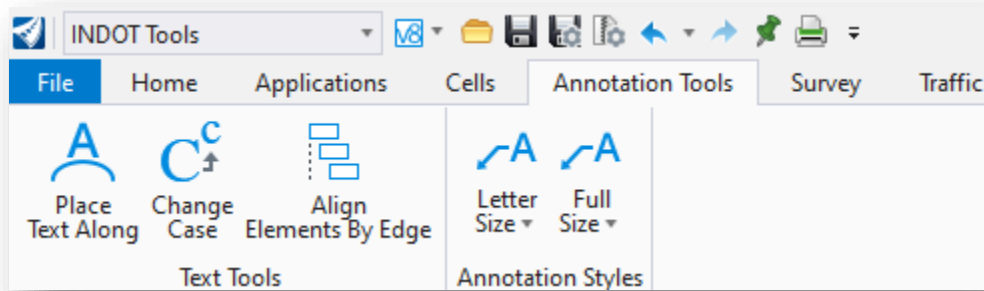 INDOT Tools V8
File Home Applications Cells Annotation Tools Survey Traffic
A C c A A
Place Change Align Letter Full
Text Along Case Elements By Edge Size Size
Text Tools Annotation Styles